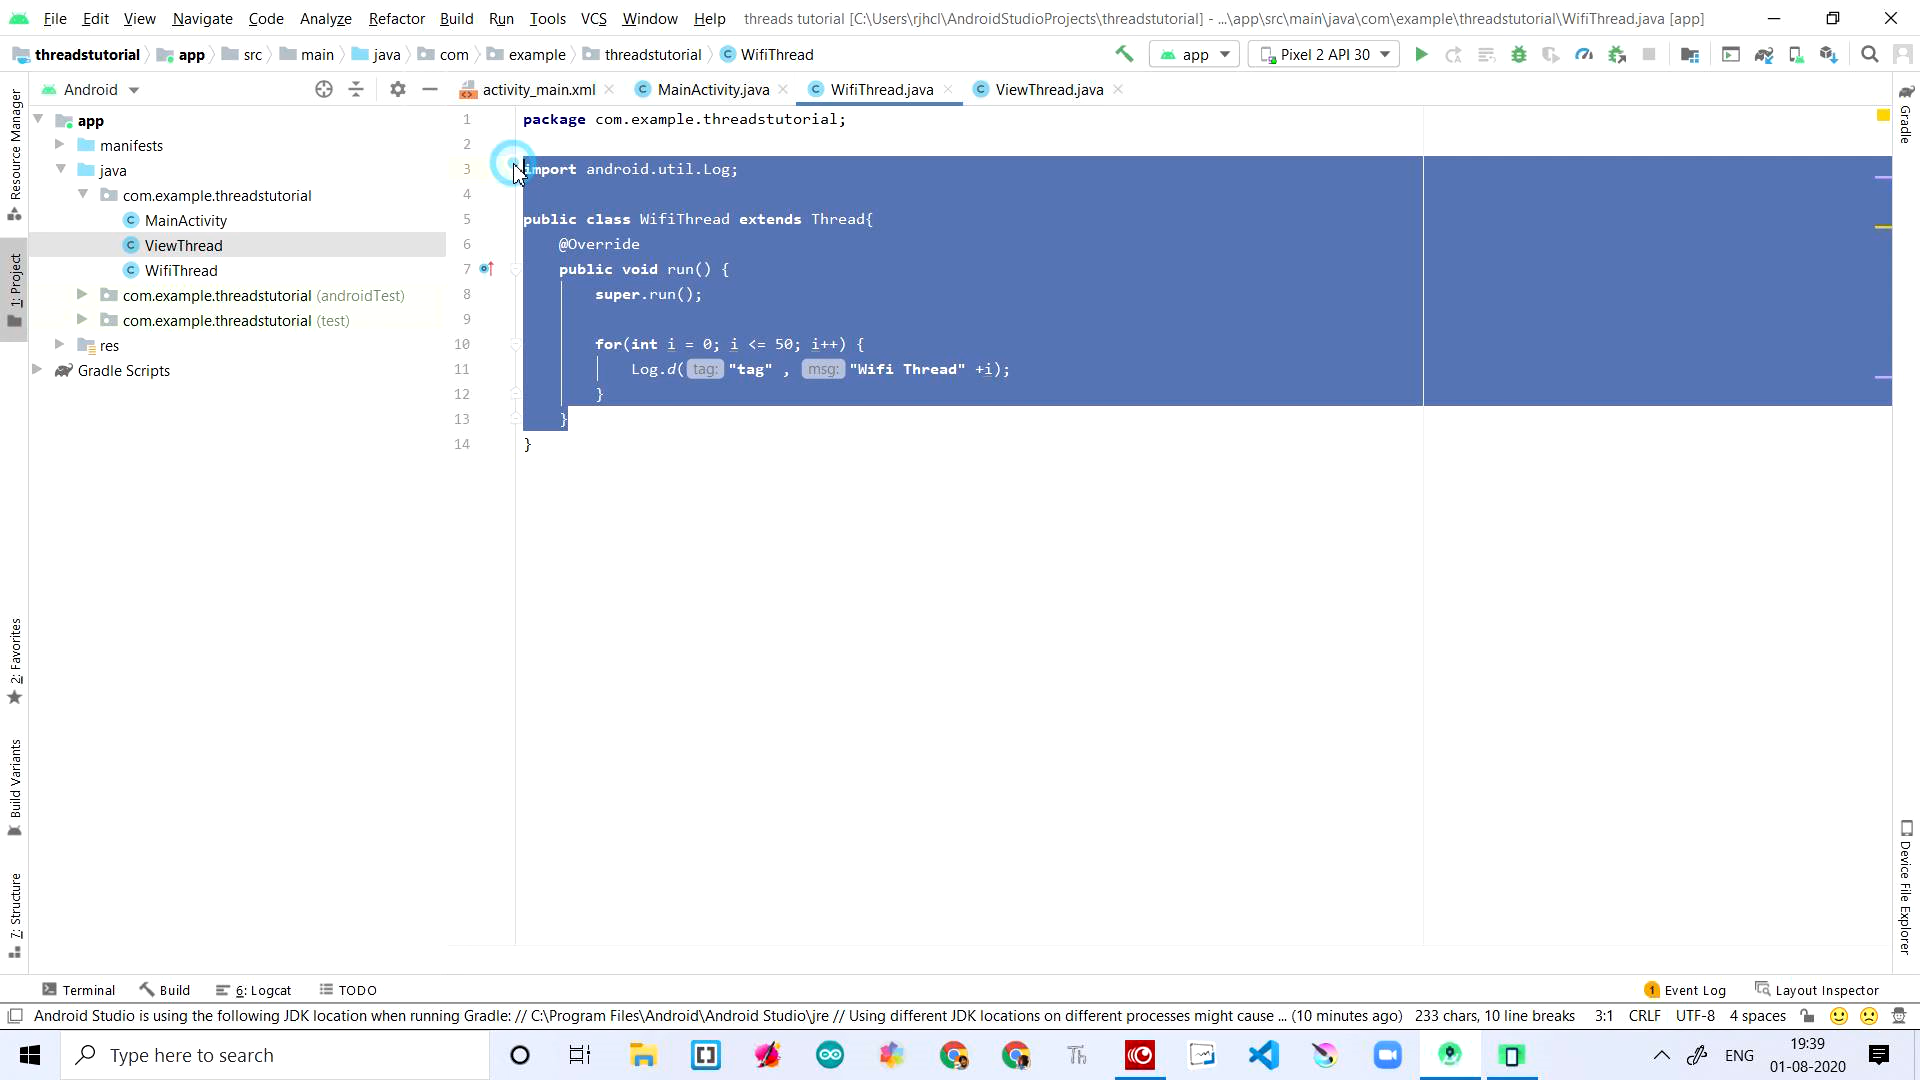 File Edit View Navigate Code Analyze Refactor Build Run Tools VCS Window Help threads tutorial [C:\Users\rjhcl\AndroidStudioProjects\threadstutorial] - ...\app\src\main\java\com\example\threadstutorial\WifiThread.java [app]
threadstutorial app src main java com example threadstutorial WifiThread app Pixel 2 API 30
Android activity_main.xml MainActivity.java WifiThread.java ViewThread.java
app
manifests
java
com.example.threadstutorial
MainActivity
ViewThread
WifiThread
com.example.threadstutorial (androidTest)
com.example.threadstutorial (test)
res
Gradle Scripts
1 package com.example.threadstutorial;
2
3 import android.util.Log;
4
5 public class WifiThread extends Thread{
6 @Override
7 public void run() {
8 super.run();
9
10 for(int i = 0; i <= 50; i++) {
11 Log.d( tag: "tag" , msg: "Wifi Thread" +i);
12 }
13 }
14 }
Resource Manager
1: Project
2: Favorites
Build Variants
7: Structure
Gradle
Device File Explorer
Terminal Build 6: Logcat TODO 1 Event Log Layout Inspector
Android Studio is using the following JDK location when running Gradle: // C:\Program Files\Android\Android Studio\jre // Using different JDK locations on different processes might cause ... (10 minutes ago) 233 chars, 10 line breaks 3:1 CRLF UTF-8 4 spaces
Type here to search Th ENG 19:39
01-08-2020